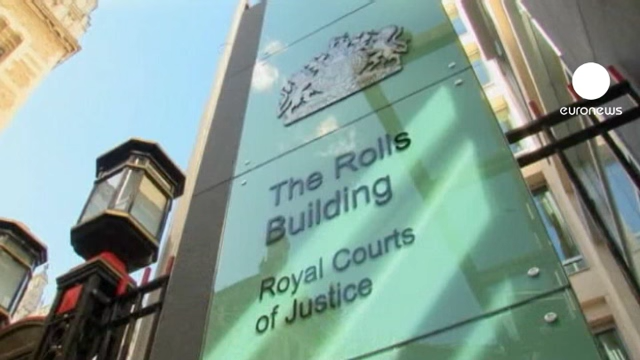 euronews
The Rolls
Building
Royal Courts
of Justice